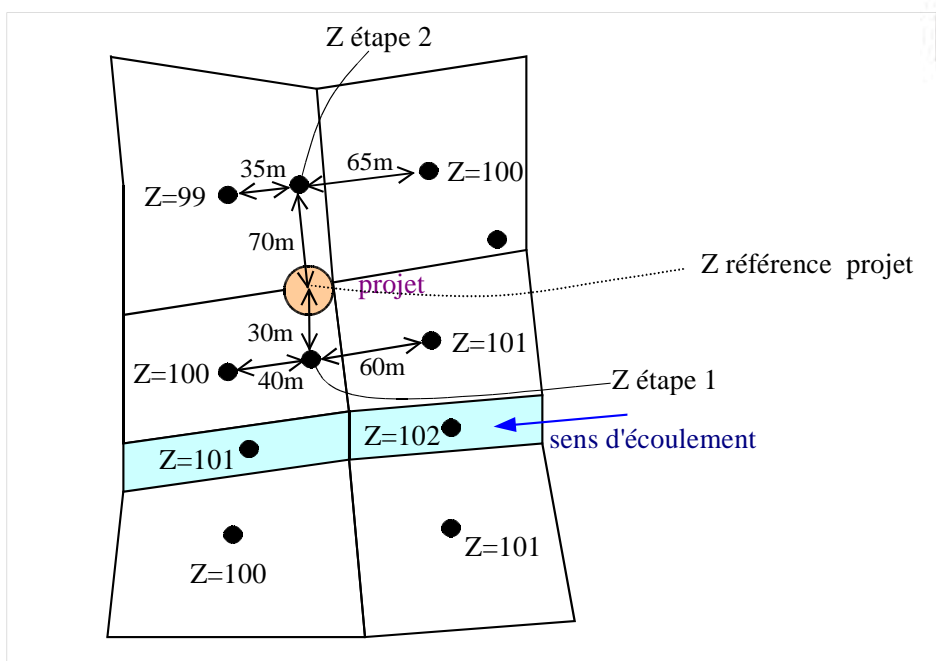 Z étape 2
35m
65m
Z=99
Z=100
70m
Z référence projet
projet
30m
Z=101
Z=100
40m
60m
Z étape 1
Z=102
sens d'écoulement
Z=101
Z=101
Z=100